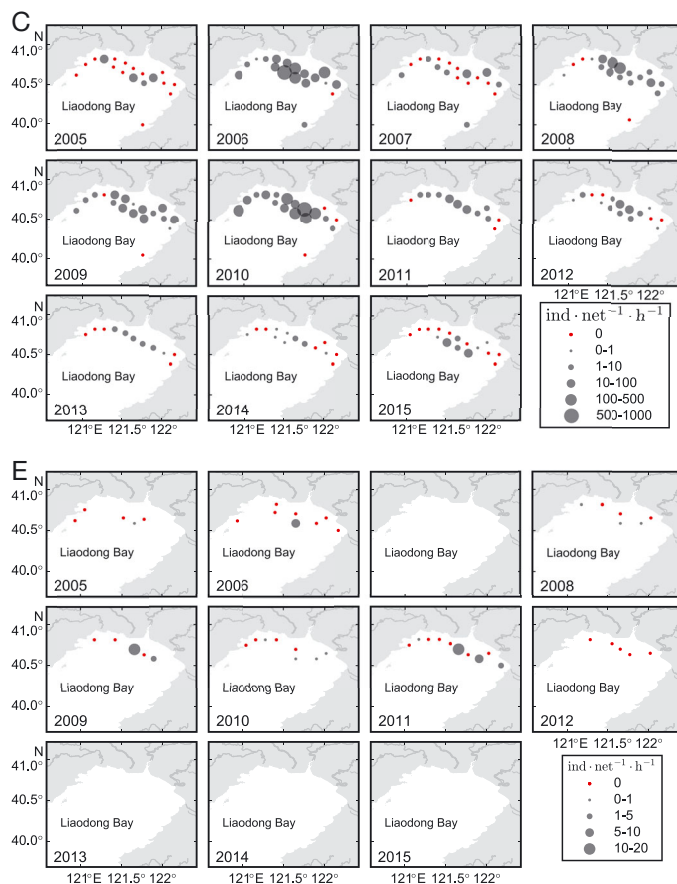 C
N
41.0°
40.5°
40.0°
Liaodong Bay
2005
Liaodong Bay
2006
Liaodong Bay
2007
Liaodong Bay
2008
41.0°
40.5°
40.0°
Liaodong Bay
2009
Liaodong Bay
2010
Liaodong Bay
2011
Liaodong Bay
2012
121°E 121.5° 122°
N
41.0°
40.5°
40.0°
Liaodong Bay
2013
121°E 121.5° 122°
Liaodong Bay
2014
121°E 121.5° 122°
Liaodong Bay
2015
121°E 121.5° 122°
ind · net⁻¹ · h⁻¹
0
0-1
1-10
10-100
100-500
500-1000
E
N
41.0°
40.5°
40.0°
Liaodong Bay
2005
Liaodong Bay
2006
Liaodong Bay
Liaodong Bay
2008
41.0°
40.5°
40.0°
Liaodong Bay
2009
Liaodong Bay
2010
Liaodong Bay
2011
Liaodong Bay
2012
121°E 121.5° 122°
N
41.0°
40.5°
40.0°
Liaodong Bay
2013
121°E 121.5° 122°
Liaodong Bay
2014
121°E 121.5° 122°
Liaodong Bay
2015
121°E 121.5° 122°
ind · net⁻¹ · h⁻¹
0
0-1
1-5
5-10
10-20